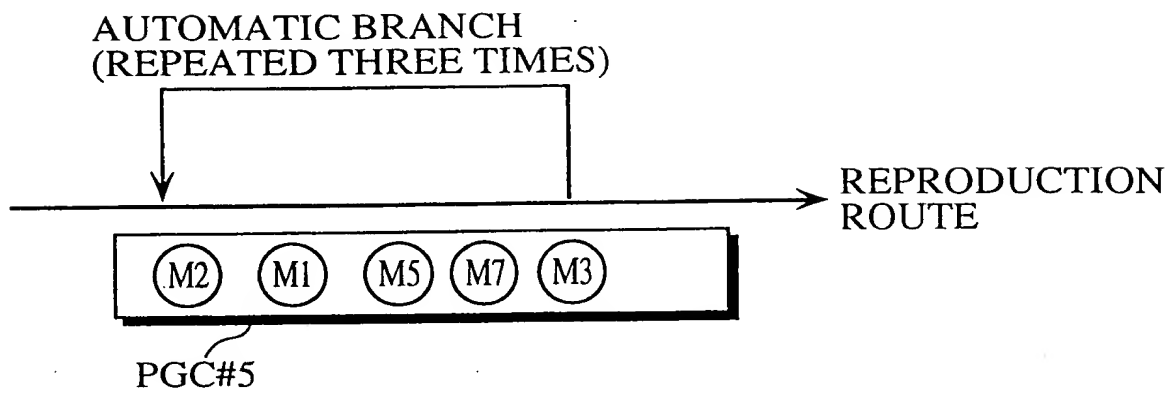 AUTOMATIC BRANCH
(REPEATED THREE TIMES)
REPRODUCTION
ROUTE
M2 M1 M5 M7 M3
PGC#5